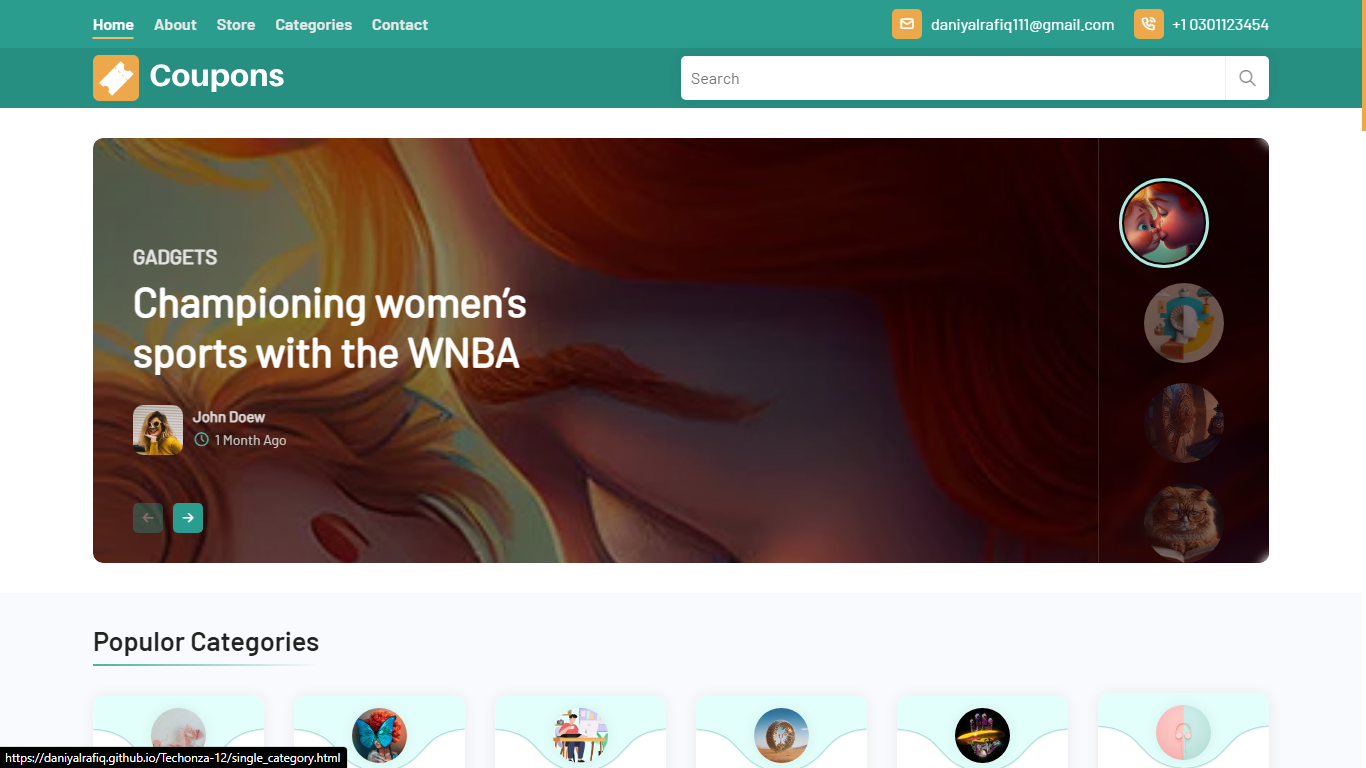 Home About Store Categories Contact
daniyalrafiq111@gmail.com
+1 0301123454
Coupons
Search
GADGETS
Championing women’s
sports with the WNBA
John Doew
1 Month Ago
Populor Categories
https://daniyalrafiq.github.io/Techonza-12/single_category.html